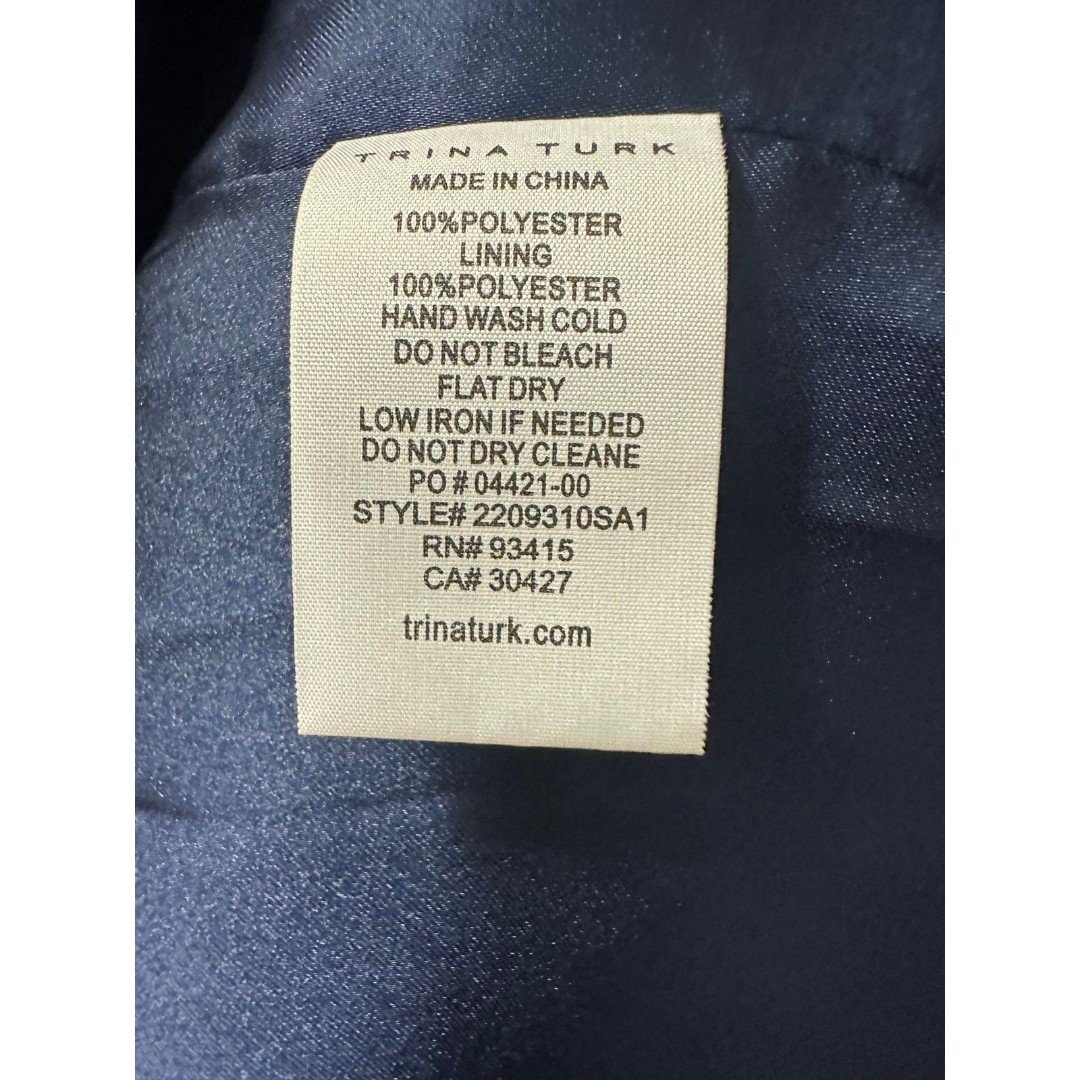 TRINA TURK
MADE IN CHINA
100%POLYESTER
LINING
100%POLYESTER
HAND WASH COLD
DO NOT BLEACH
FLAT DRY
LOW IRON IF NEEDED
DO NOT DRY CLEANE
PO # 04421-00
STYLE# 2209310SA1
RN# 93415
CA# 30427
trinaturk.com